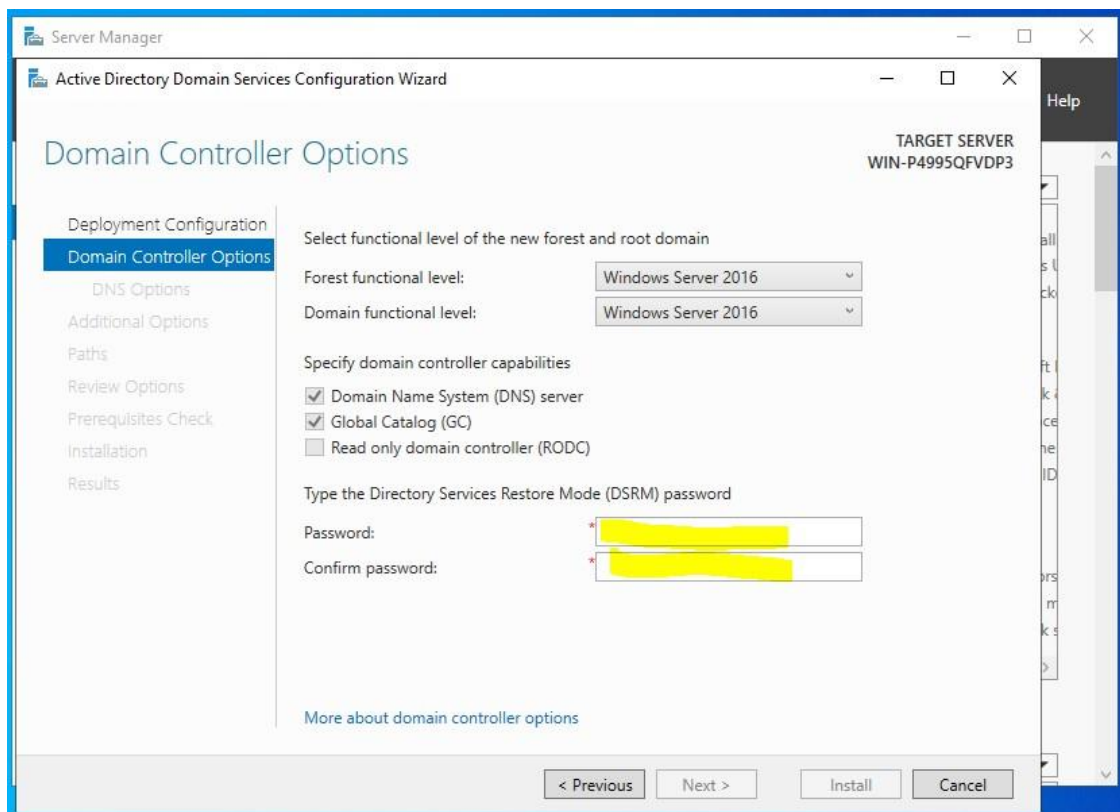 Server Manager
Active Directory Domain Services Configuration Wizard
Help
Domain Controller Options
TARGET SERVER
WIN-P4995QFVDP3
Deployment Configuration
Domain Controller Options
DNS Options
Additional Options
Paths
Review Options
Prerequisites Check
Installation
Results
Select functional level of the new forest and root domain
Forest functional level: Windows Server 2016
Domain functional level: Windows Server 2016
Specify domain controller capabilities
Domain Name System (DNS) server
Global Catalog (GC)
Read only domain controller (RODC)
Type the Directory Services Restore Mode (DSRM) password
Password: *
Confirm password: *
More about domain controller options
< Previous Next > Install Cancel